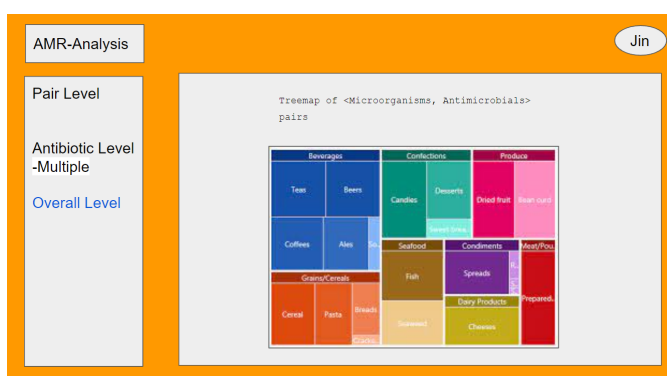 AMR-Analysis
Jin
Pair Level
Antibiotic Level
-Multiple
Overall Level
Treemap of <Microorganisms, Antimicrobials>
pairs
Beverages
Confections
Produce
Teas
Beers
Candies
Desserts
Dried fruit
Bean curd
Coffees
Ales
So..
Seafood
Condiments
Meat/Pou..
Fish
Spreads
R..
Grains/Cereals
Dairy Products
Prepared..
Cereal
Pasta
Breads
Seaweed
Cheeses